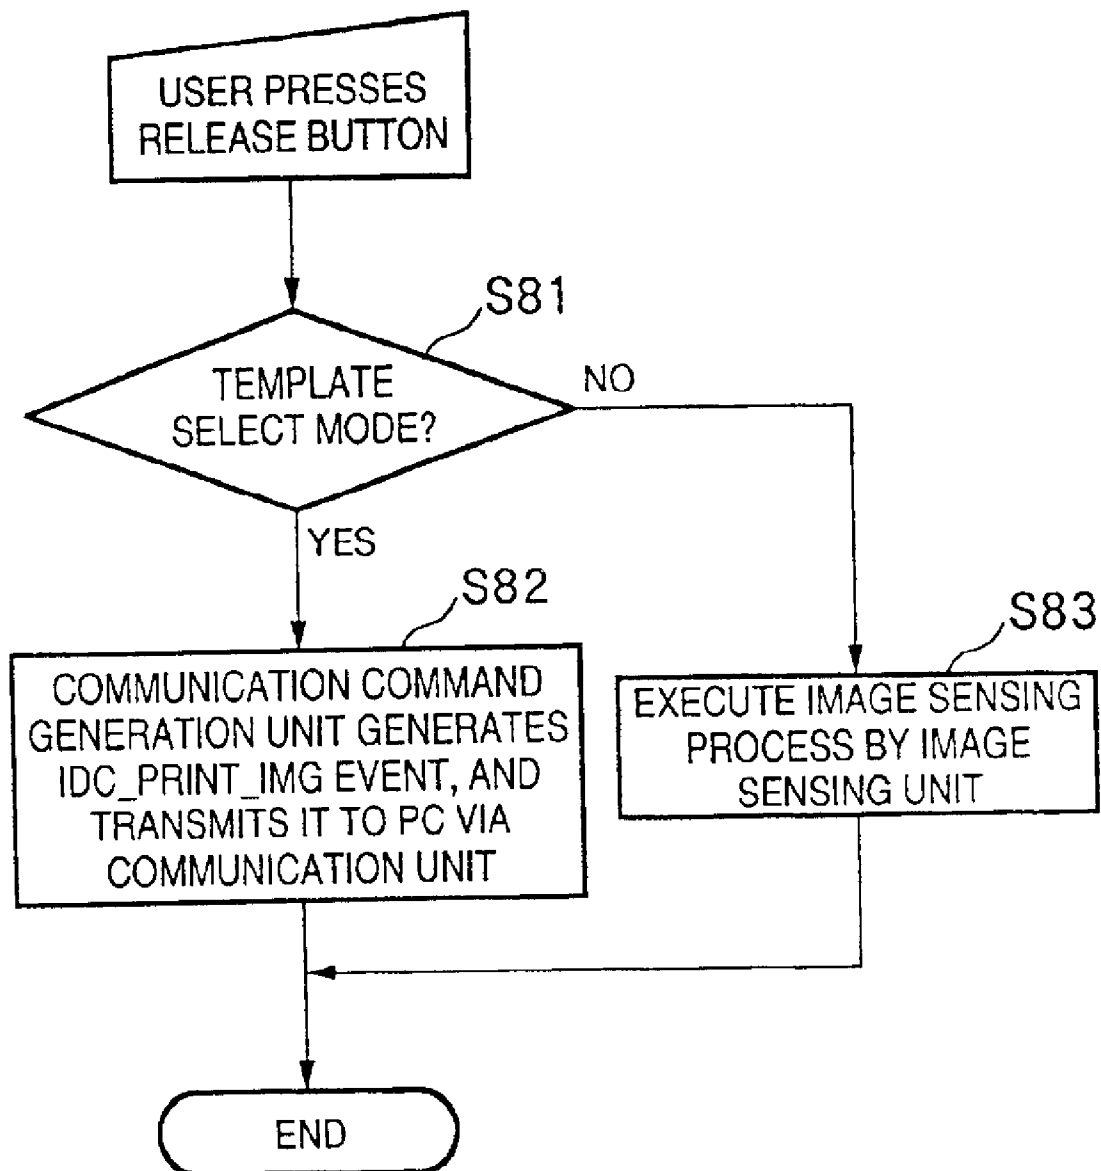 USER PRESSES
RELEASE BUTTON
S81
TEMPLATE
SELECT MODE?
NO
YES
S82
COMMUNICATION COMMAND
GENERATION UNIT GENERATES
IDC_PRINT_IMG EVENT, AND
TRANSMITS IT TO PC VIA
COMMUNICATION UNIT
S83
EXECUTE IMAGE SENSING
PROCESS BY IMAGE
SENSING UNIT
END